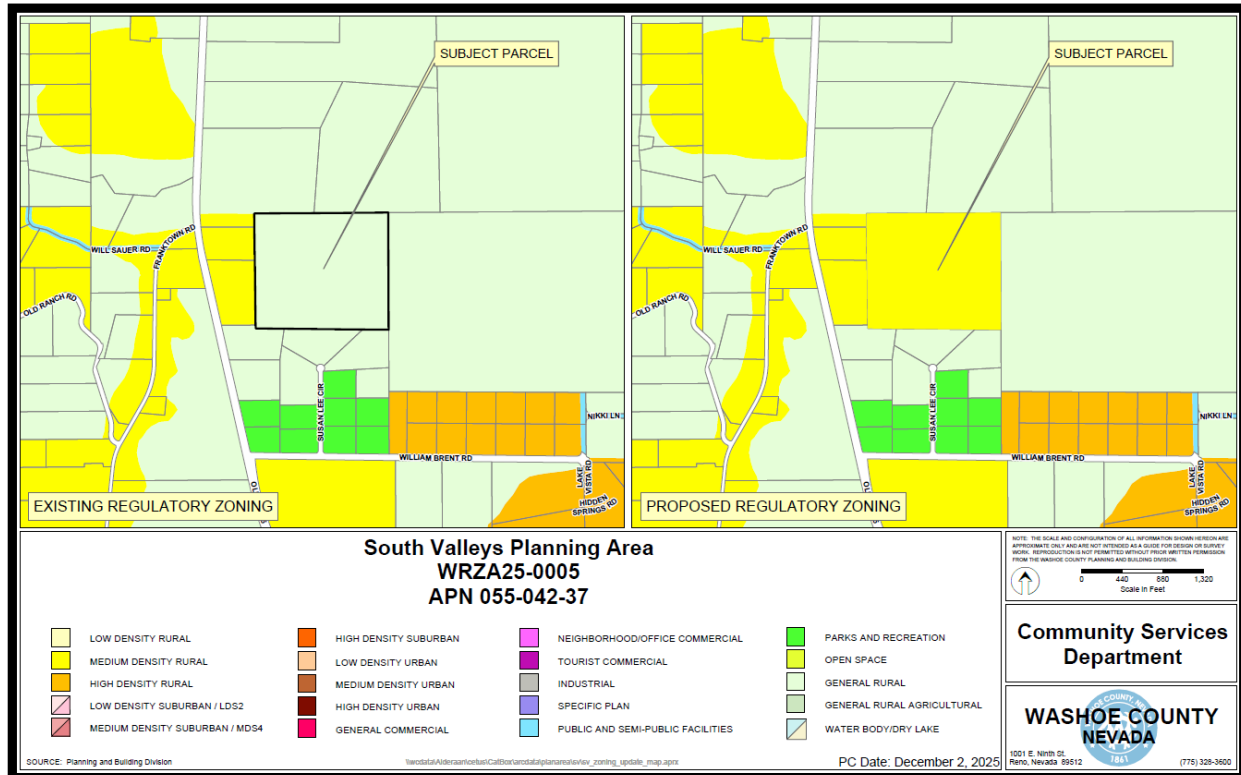 SUBJECT PARCEL
WILL SAUER RD
FRANKTOWN RD
OLD RANCH RD
SUSAN LEE CIR
NIKKI LN
WILLIAM BRENT RD
LAKE
VISTA RD
HIDDEN
SPRINGS RD
EXISTING REGULATORY ZONING
SUBJECT PARCEL
WILL SAUER RD
FRANKTOWN RD
OLD RANCH RD
SUSAN LEE CIR
NIKKI LN
WILLIAM BRENT RD
LAKE
VISTA RD
HIDDEN
SPRINGS RD
PROPOSED REGULATORY ZONING
South Valleys Planning Area
WRZA25-0005
APN 055-042-37
LOW DENSITY RURAL
MEDIUM DENSITY RURAL
HIGH DENSITY RURAL
LOW DENSITY SUBURBAN / LDS2
MEDIUM DENSITY SUBURBAN / MDS4
HIGH DENSITY SUBURBAN
LOW DENSITY URBAN
MEDIUM DENSITY URBAN
HIGH DENSITY URBAN
GENERAL COMMERCIAL
NEIGHBORHOOD/OFFICE COMMERCIAL
TOURIST COMMERCIAL
INDUSTRIAL
SPECIFIC PLAN
PUBLIC AND SEMI-PUBLIC FACILITIES
PARKS AND RECREATION
OPEN SPACE
GENERAL RURAL
GENERAL RURAL AGRICULTURAL
WATER BODY/DRY LAKE
SOURCE: Planning and Building Division
PC Date: December 2, 2025
NOTE: THE SCALE AND CONFIGURATION OF ALL INFORMATION SHOWN HEREON ARE
APPROXIMATE ONLY AND ARE NOT INTENDED AS A GUIDE FOR DESIGN OR SURVEY
WORK. REPRODUCTION IS NOT PERMITTED WITHOUT PRIOR WRITTEN PERMISSION
FROM THE WASHOE COUNTY PLANNING AND BUILDING DIVISION.
0 440 880 1,320
Scale in Feet
Community Services
Department
WASHOE COUNTY
NEVADA
1861
1001 E. Ninth St.
Reno, Nevada 89512
(775) 328-3600